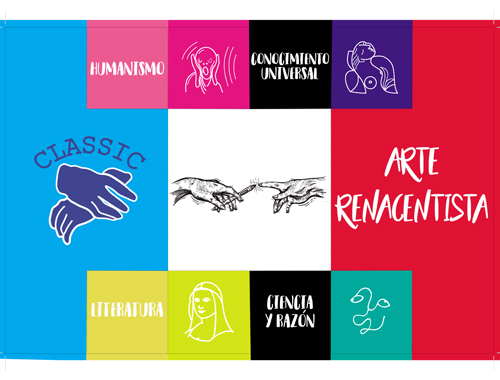 HUMANISMO
CONOCIMIENTO
UNIVERSAL
CLASSIC
ARTE
RENACENTISTA
LITERATURA
CIENCIA
Y RAZÓN